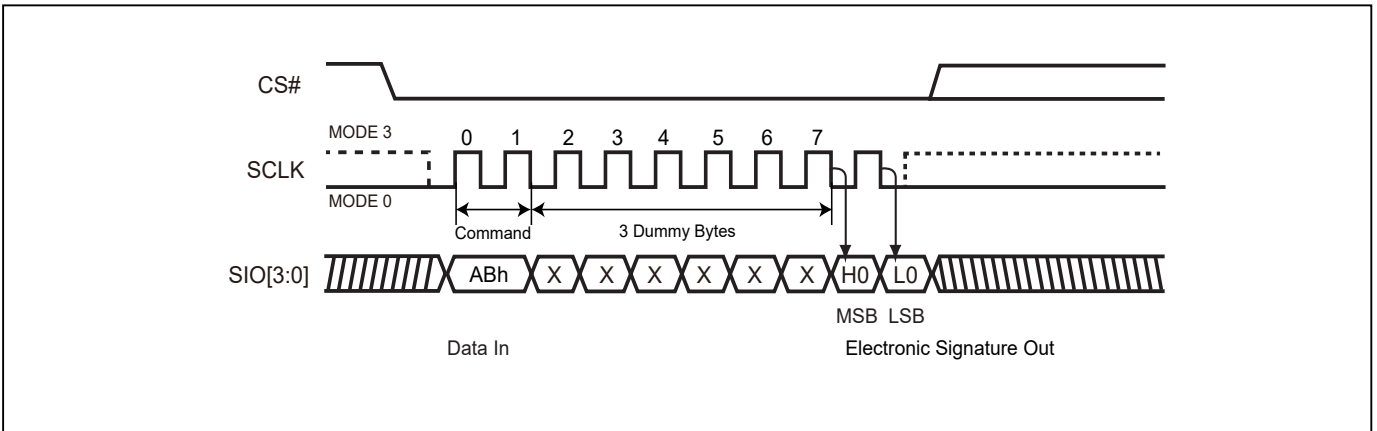 CS#
MODE 3
0 1 2 3 4 5 6 7
SCLK
MODE 0
Command 3 Dummy Bytes
SIO[3:0] ABh X X X X X X H0 L0
MSB LSB
Data In Electronic Signature Out